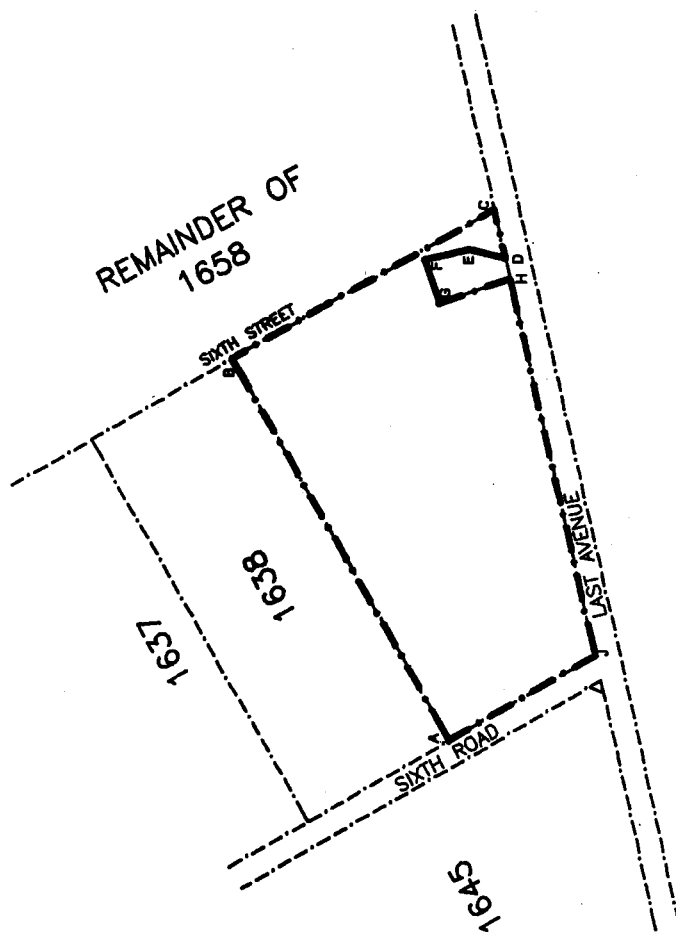 REMAINDER OF
1658
SIXTH STREET
C
F
E
G
D
H
B
1638
1637
LAST AVENUE
J
A
SIXTH ROAD
1645